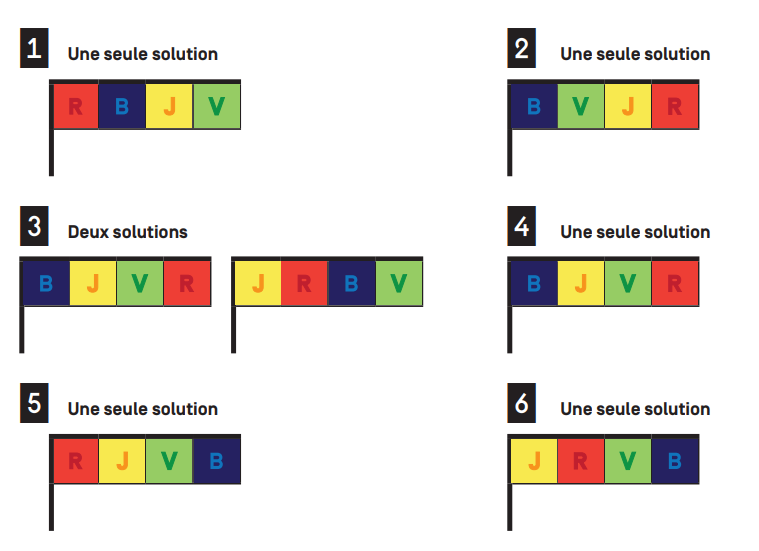 1 Une seule solution
R B J V
2 Une seule solution
B V J R
3 Deux solutions
B J V R
J R B V
4 Une seule solution
B J V R
5 Une seule solution
R J V B
6 Une seule solution
J R V B